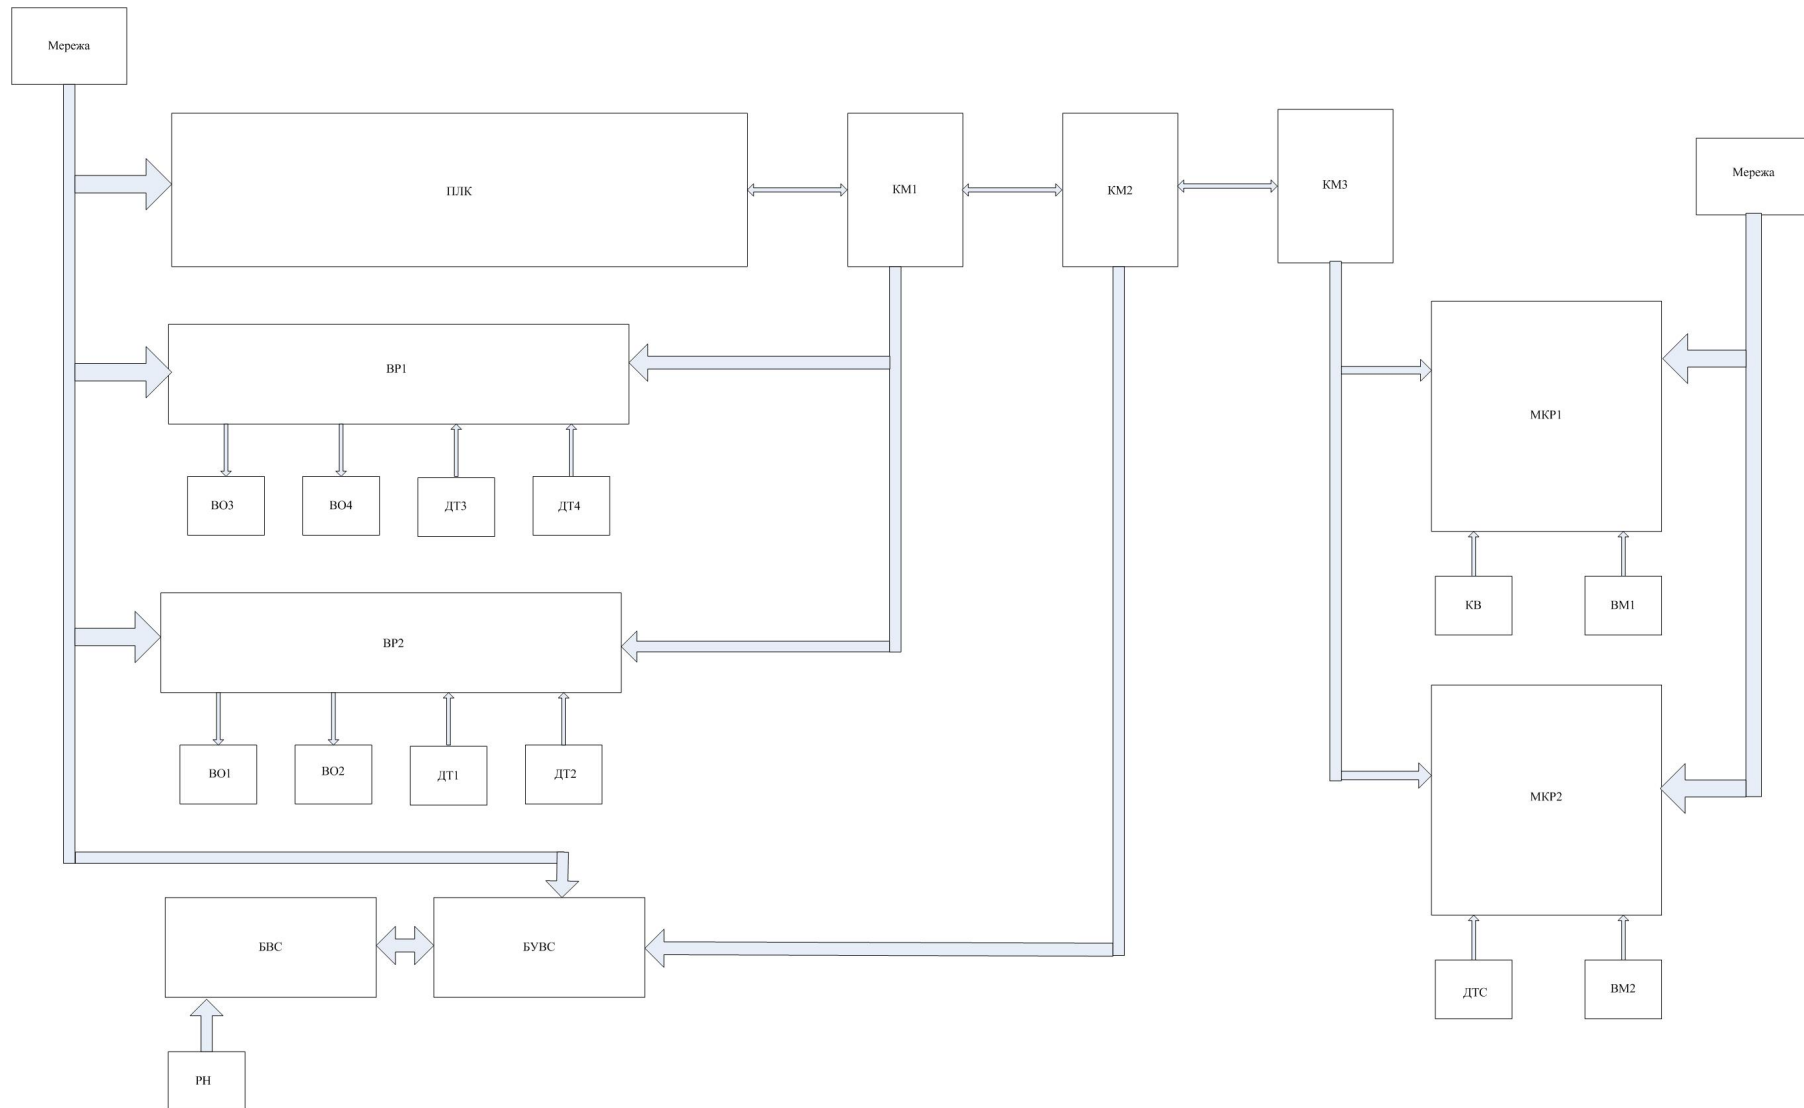 Мережа
ПЛК
КМ1
КМ2
КМ3
Мережа
ВР1
ВО3
ВО4
ДТ3
ДТ4
МКР1
КВ
ВМ1
ВР2
ВО1
ВО2
ДТ1
ДТ2
МКР2
БВС
БУВС
ДТС
ВМ2
РН